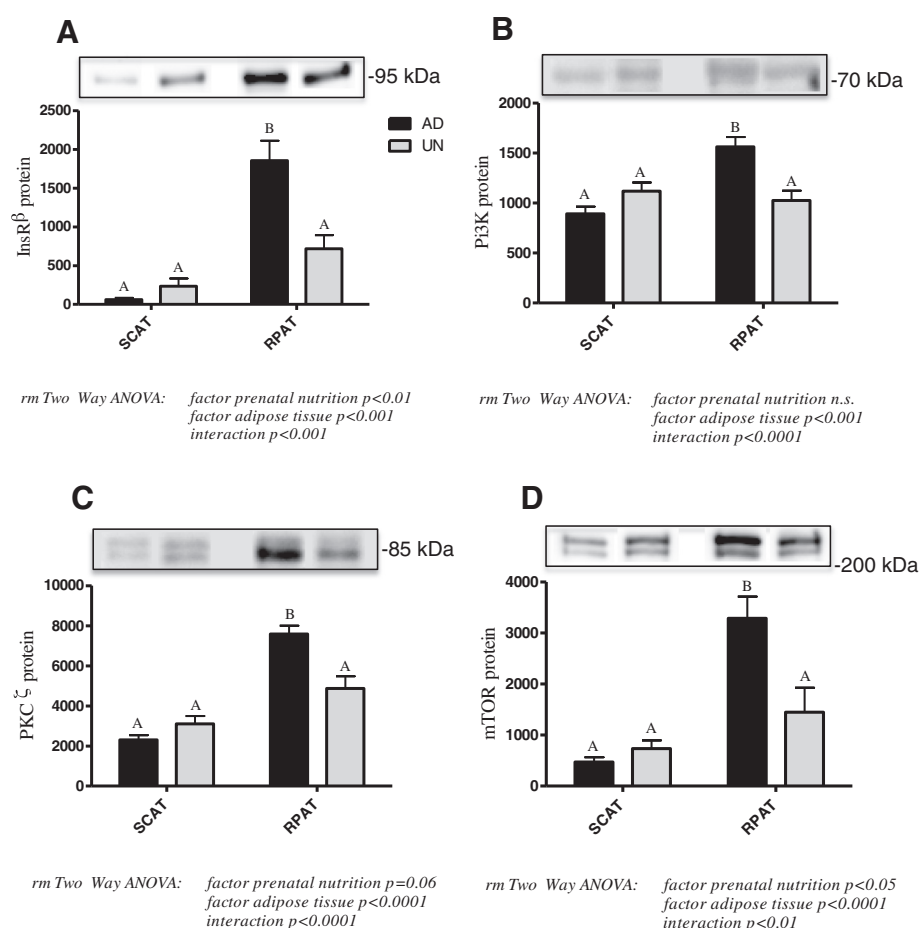 A
-95 kDa
InsRβ protein
2500
2000
1500
1000
500
0
A
A
B
A
SCAT
RPAT
AD
UN
rm Two Way ANOVA: factor prenatal nutrition p<0.01
factor adipose tissue p<0.001
interaction p<0.001
B
-70 kDa
Pi3K protein
2000
1500
1000
500
0
A
A
B
A
SCAT
RPAT
rm Two Way ANOVA: factor prenatal nutrition n.s.
factor adipose tissue p<0.001
interaction p<0.0001
C
-85 kDa
PKC ζ protein
10000
8000
6000
4000
2000
0
A
A
B
A
SCAT
RPAT
rm Two Way ANOVA: factor prenatal nutrition p=0.06
factor adipose tissue p<0.0001
interaction p<0.0001
D
-200 kDa
mTOR protein
4000
3000
2000
1000
0
A
A
B
A
SCAT
RPAT
rm Two Way ANOVA: factor prenatal nutrition p<0.05
factor adipose tissue p<0.0001
interaction p<0.01